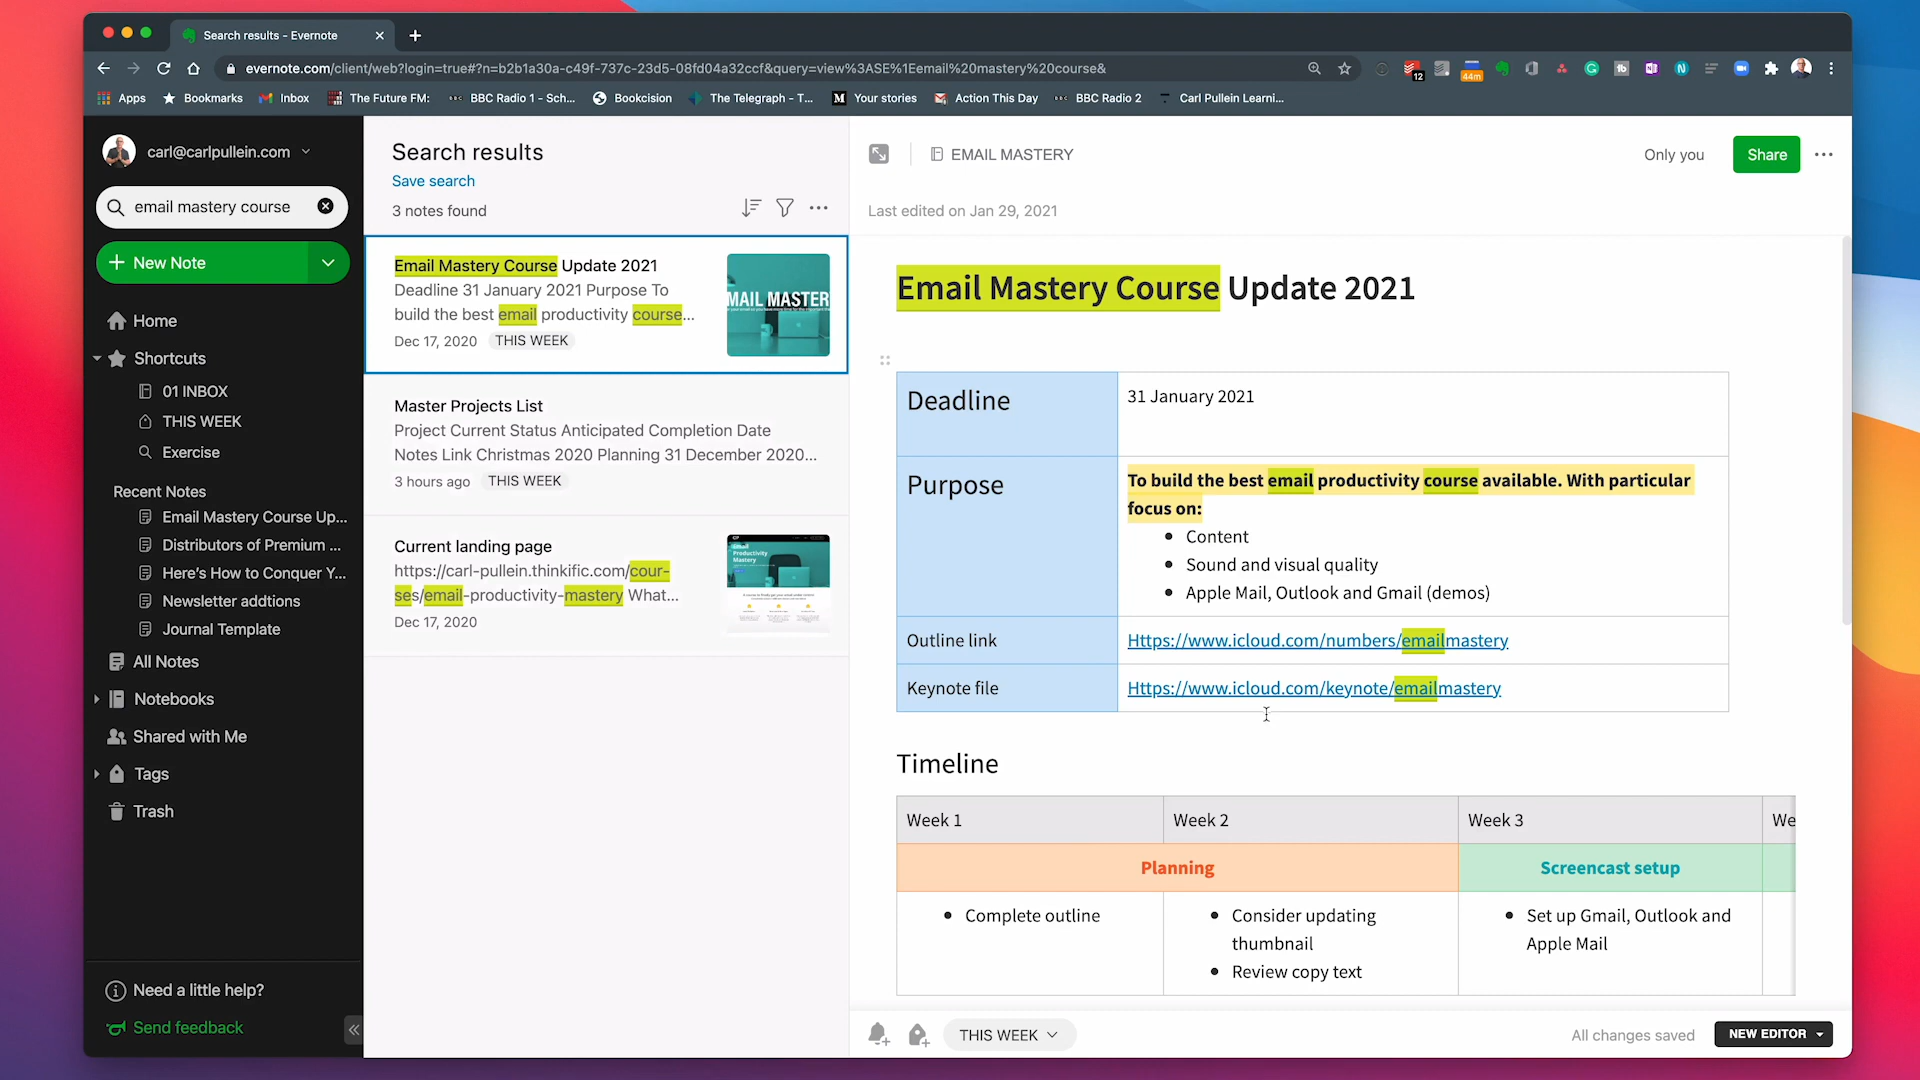 Search results - Evernote
evernote.com/client/web?login=true#?n=b2b1a30a-c49f-737c-23d5-08fd04a32ccf&query=view%3ASE%1Eemail%20mastery%20course&
12
44m
Apps
Bookmarks
Inbox
The Future FM:
BBC Radio 1 - Sch...
Bookcision
The Telegraph - T...
Your stories
Action This Day
BBC Radio 2
Carl Pullein Learni...
carl@carlpullein.com
email mastery course
New Note
Home
Shortcuts
01 INBOX
THIS WEEK
Exercise
Recent Notes
Email Mastery Course Up...
Distributors of Premium ...
Here's How to Conquer Y...
Newsletter addtions
Journal Template
All Notes
Notebooks
Shared with Me
Tags
Trash
Need a little help?
Send feedback
Search results
Save search
3 notes found
Email Mastery Course Update 2021
Deadline 31 January 2021 Purpose To
build the best email productivity course...
Dec 17, 2020 THIS WEEK
MAIL MASTER
Master Projects List
Project Current Status Anticipated Completion Date
Notes Link Christmas 2020 Planning 31 December 2020...
3 hours ago THIS WEEK
Current landing page
https://carl-pullein.thinkific.com/cour-
ses/email-productivity-mastery What...
Dec 17, 2020
Gmail
Productivity
Mastery
EMAIL MASTERY
Only you
Share
Last edited on Jan 29, 2021
Email Mastery Course Update 2021
Deadline
31 January 2021
Purpose
To build the best email productivity course available. With particular
focus on:
• Content
• Sound and visual quality
• Apple Mail, Outlook and Gmail (demos)
Outline link
Https://www.icloud.com/numbers/emailmastery
Keynote file
Https://www.icloud.com/keynote/emailmastery
Timeline
Week 1
Week 2
Week 3
We
Planning
Screencast setup
• Complete outline
• Consider updating
thumbnail
• Review copy text
• Set up Gmail, Outlook and
Apple Mail
THIS WEEK
All changes saved
NEW EDITOR